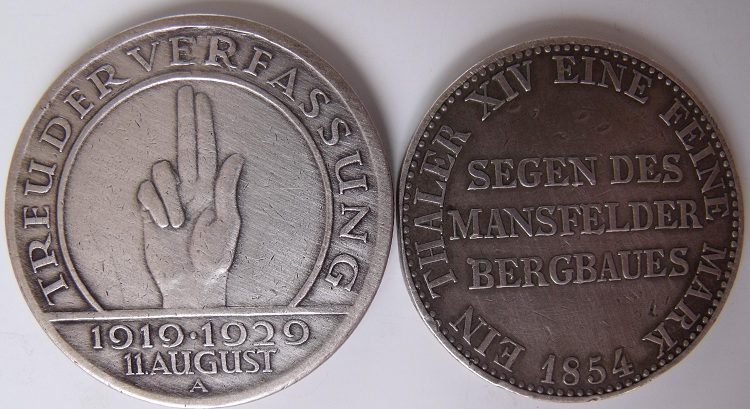 TREU DER VERFASSUNG
1919·1929
11. AUGUST
A
EIN THALER XIV EINE FEINE MARK
SEGEN DES
MANSFELDER
BERGBAUES
1854